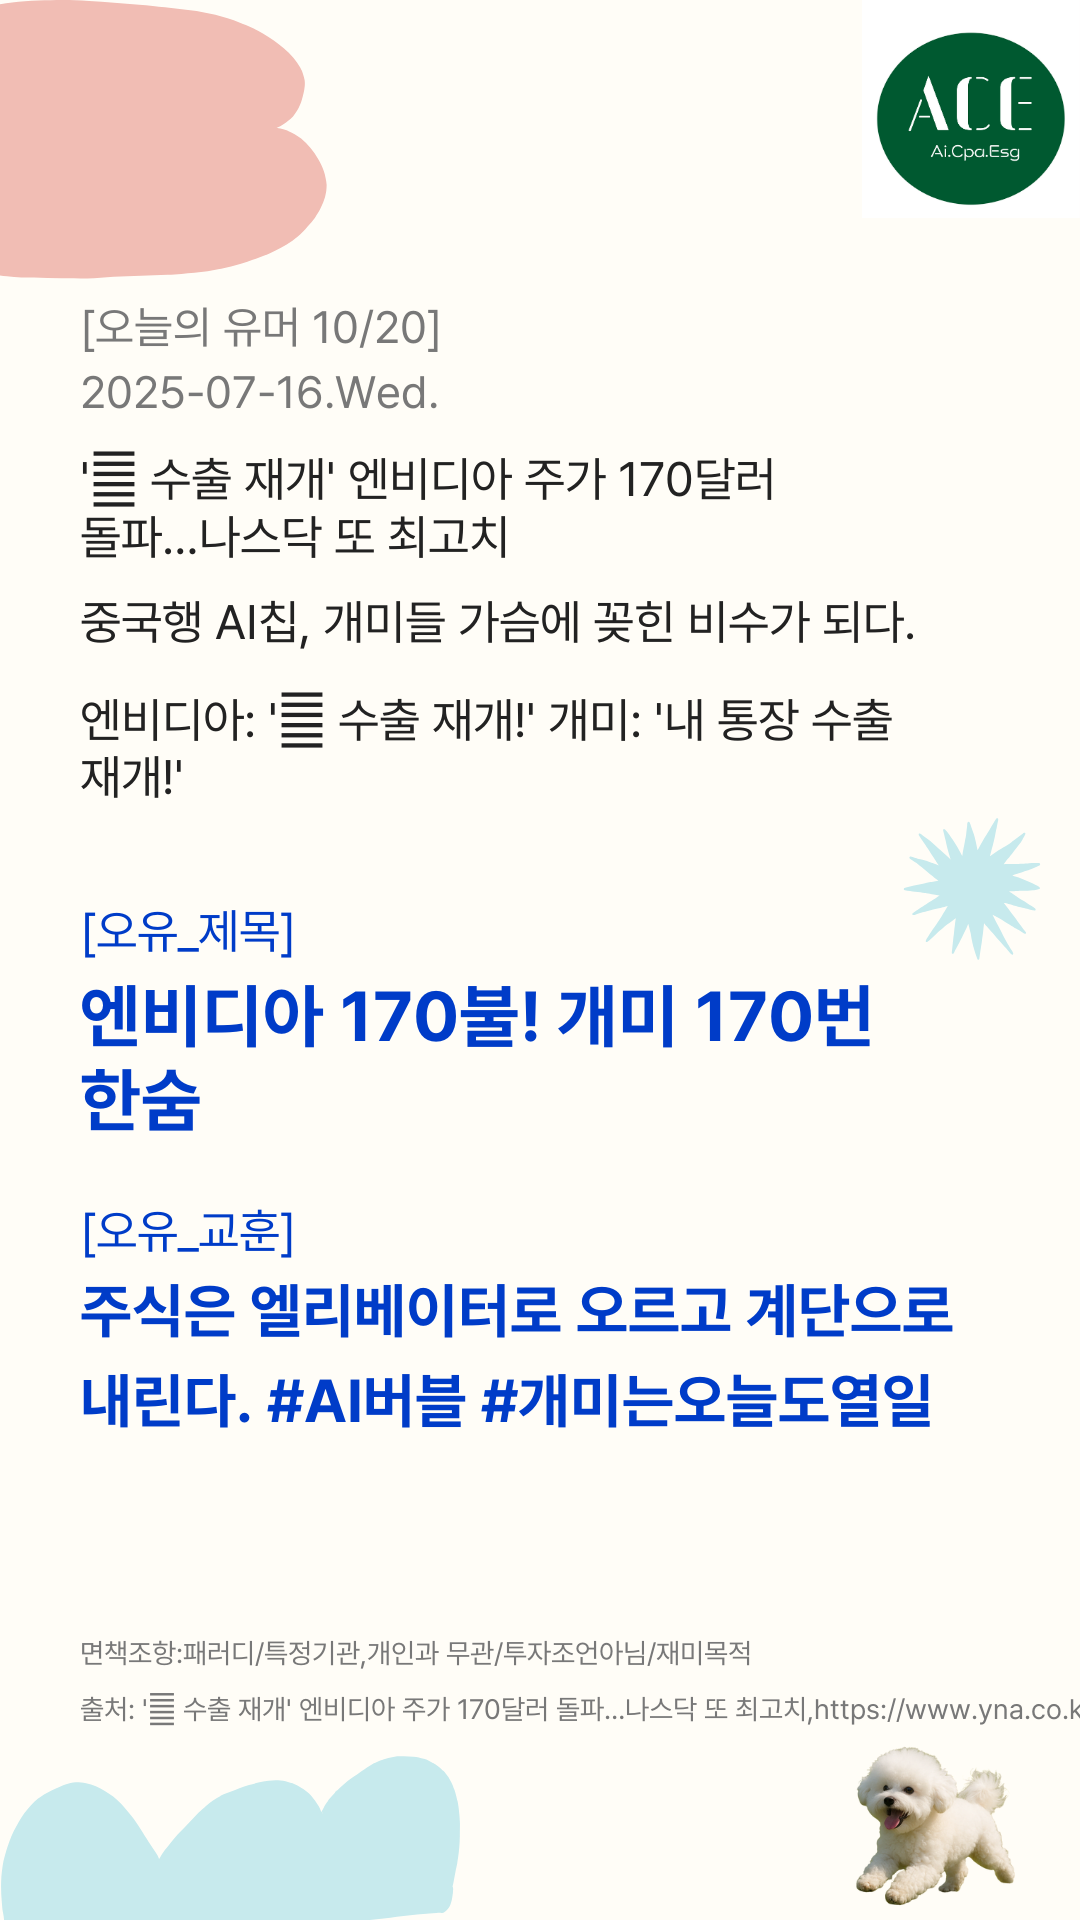 ACE
Ai.Cpa.Esg
[오늘의 유머 10/20]
2025-07-16.Wed.
' 수출 재개' 엔비디아 주가 170달러
돌파...나스닥 또 최고치
중국행 AI칩, 개미들 가슴에 꽂힌 비수가 되다.
엔비디아: ' 수출 재개!' 개미: '내 통장 수출
재개!'
[오유_제목]
엔비디아 170불! 개미 170번
한숨
[오유_교훈]
주식은 엘리베이터로 오르고 계단으로
내린다. #AI버블 #개미는오늘도열일
면책조항:패러디/특정기관,개인과 무관/투자조언아님/재미목적
출처: ' 수출 재개' 엔비디아 주가 170달러 돌파...나스닥 또 최고치,https://www.yna.co.k